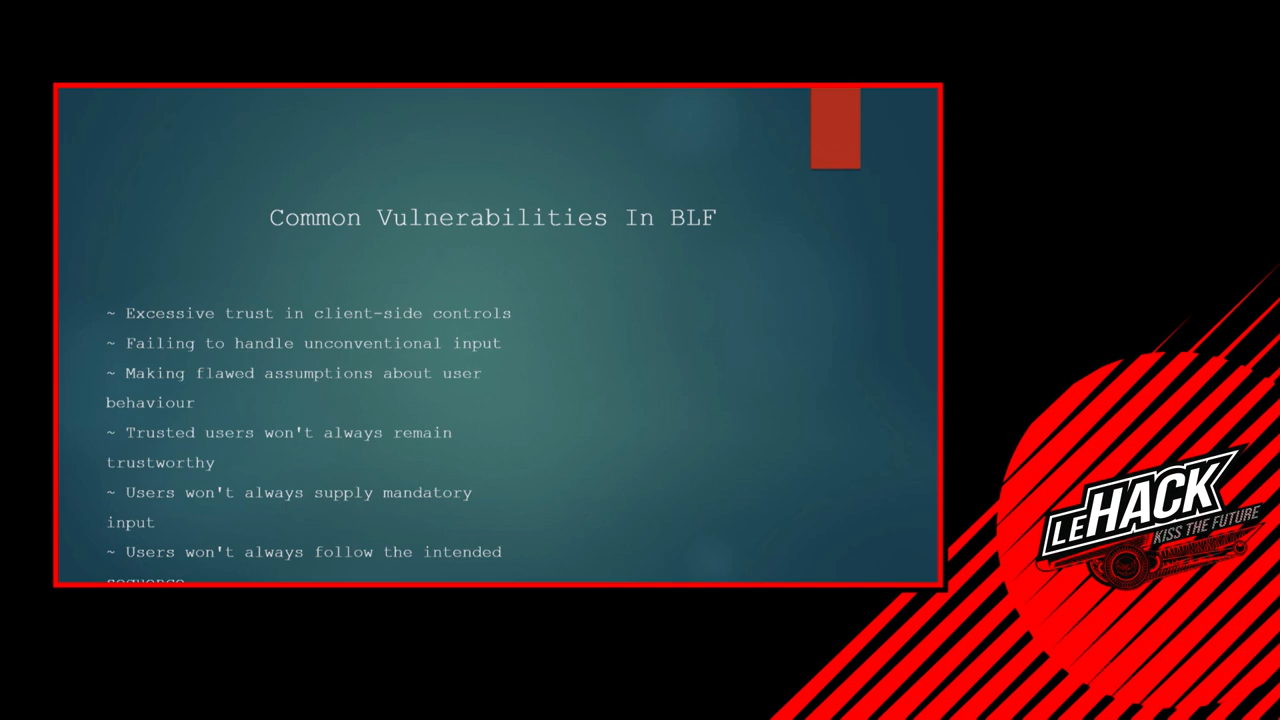 Common Vulnerabilities In BLF
~ Excessive trust in client-side controls
~ Failing to handle unconventional input
~ Making flawed assumptions about user
behaviour
~ Trusted users won't always remain
trustworthy
~ Users won't always supply mandatory
input
~ Users won't always follow the intended
sequence
LEHACK
KISS THE FUTURE